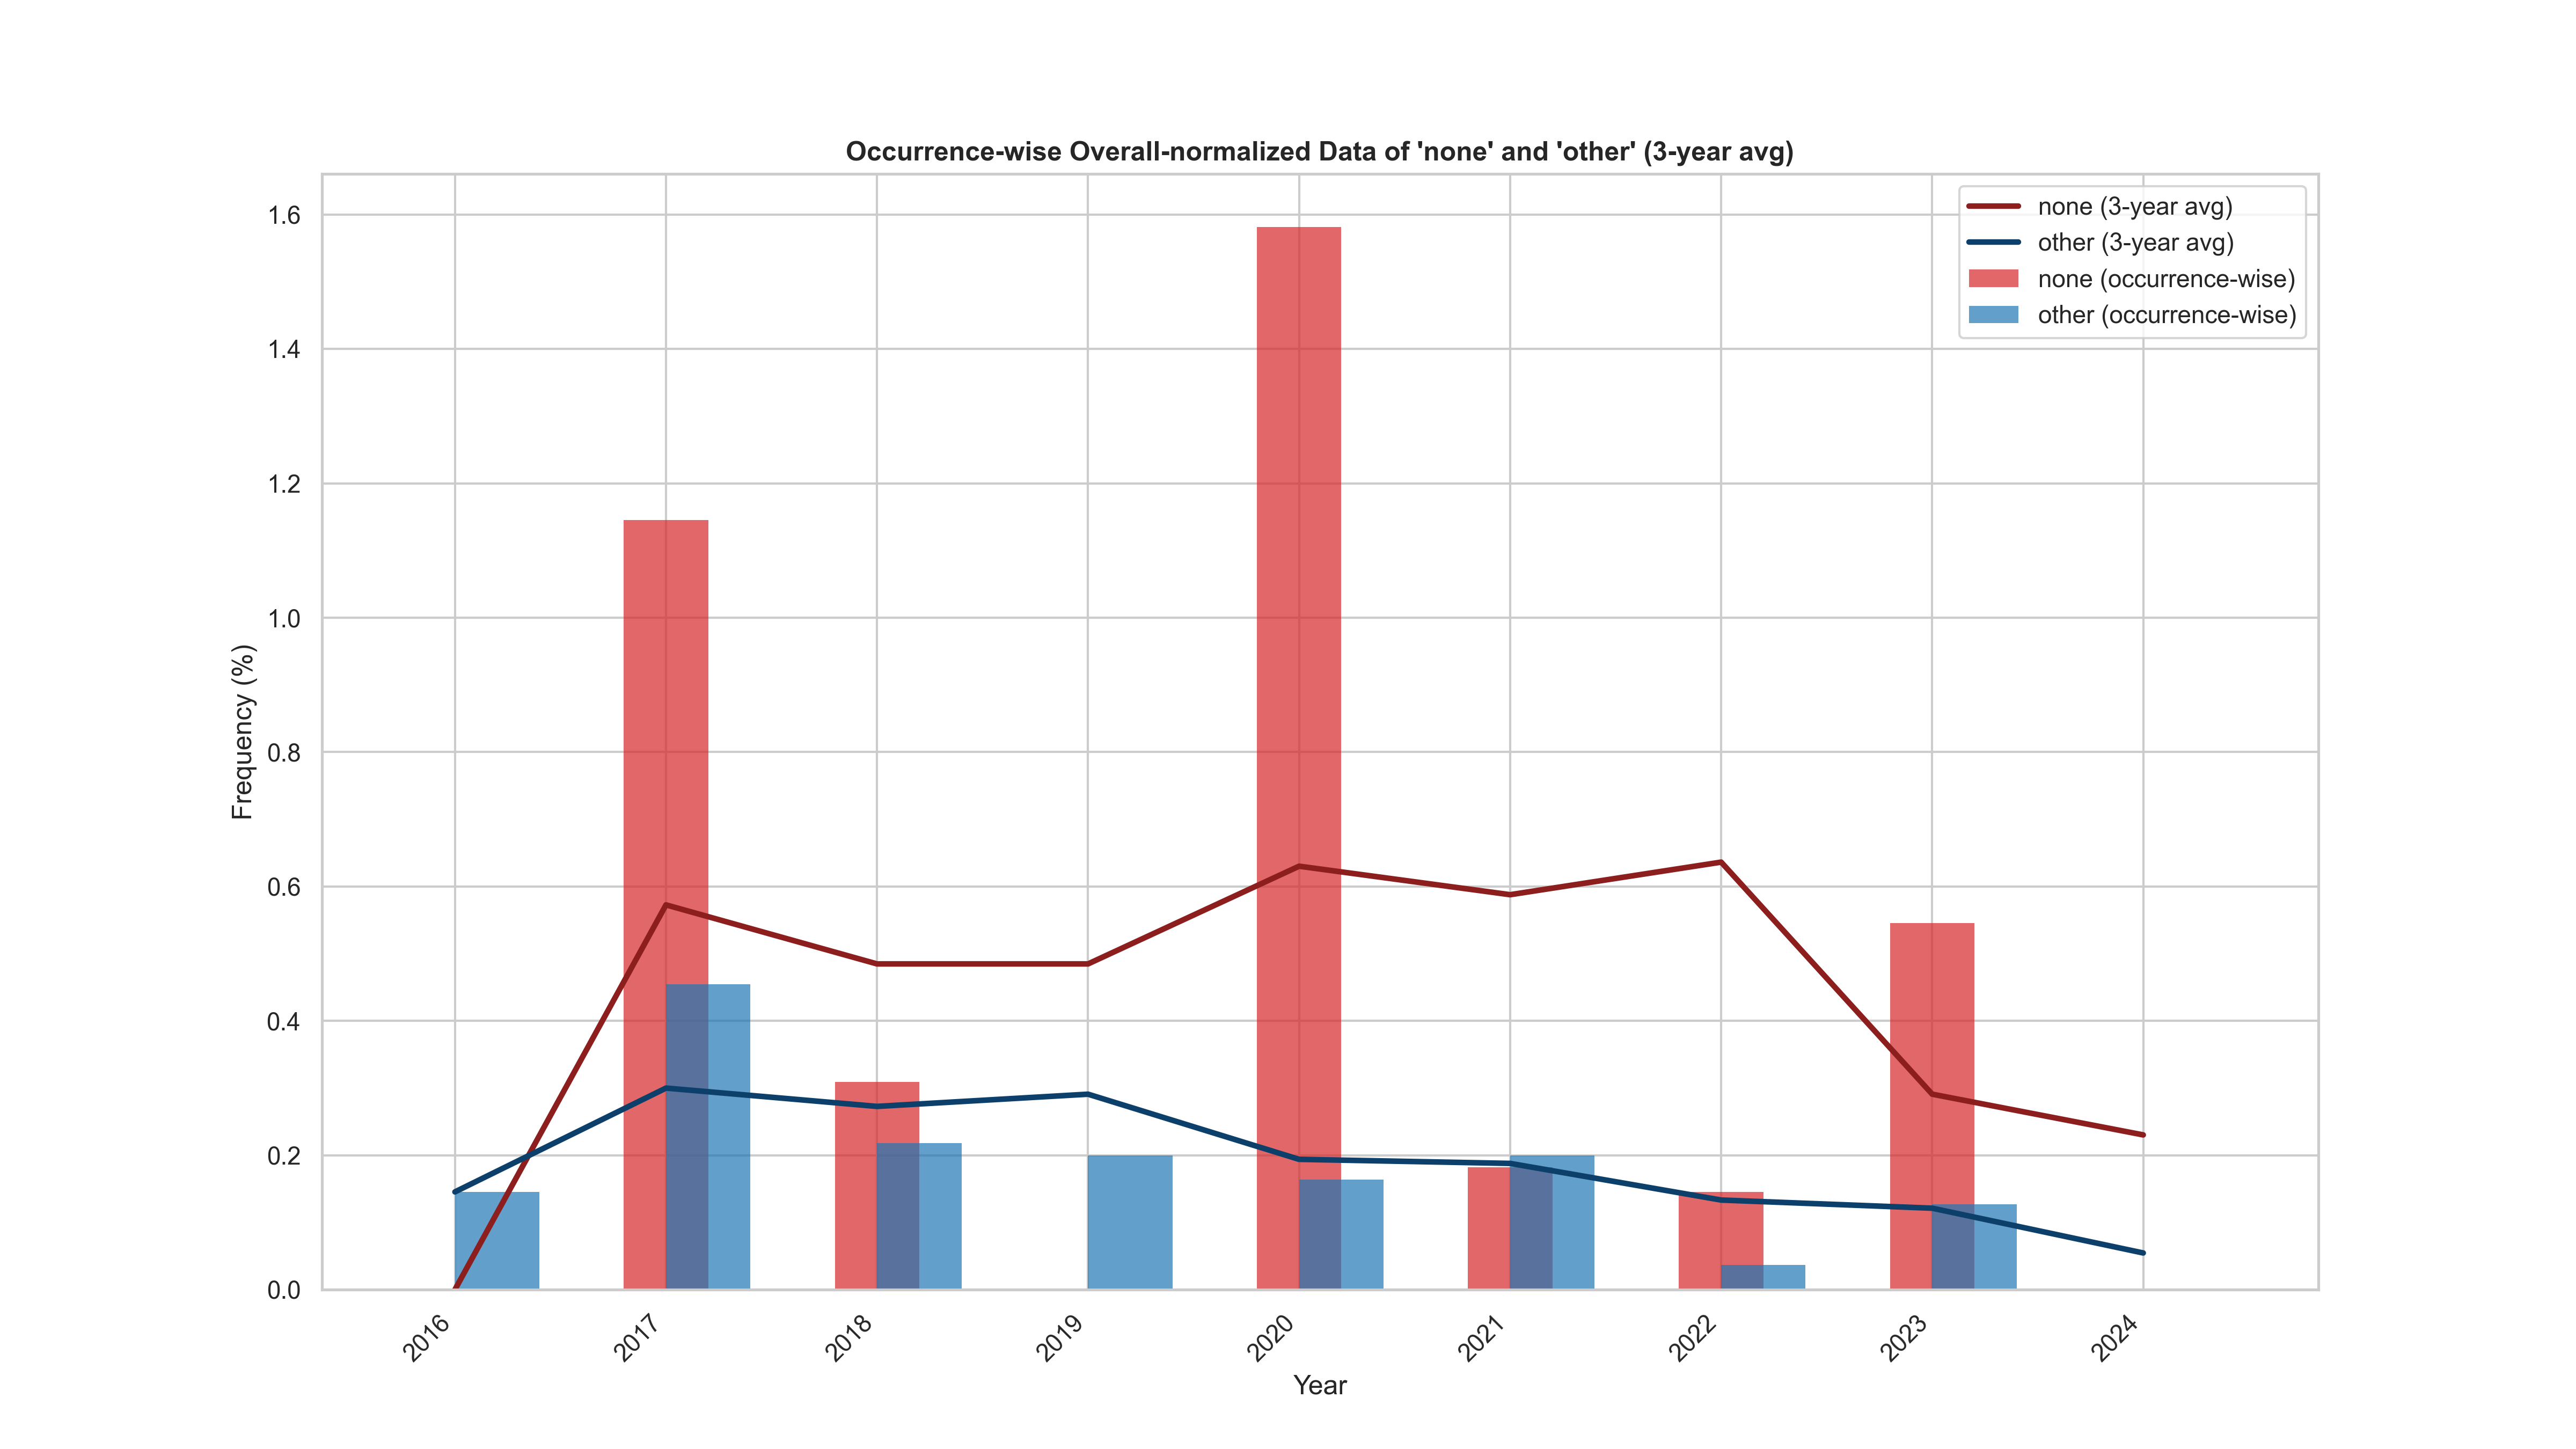 Occurrence-wise Overall-normalized Data of 'none' and 'other' (3-year avg)
none (3-year avg)
other (3-year avg)
none (occurrence-wise)
other (occurrence-wise)
1.6
1.4
1.2
1.0
0.8
0.6
0.4
0.2
0.0
Frequency (%)
2016 2017 2018 2019 2020 2021 2022 2023 2024
Year